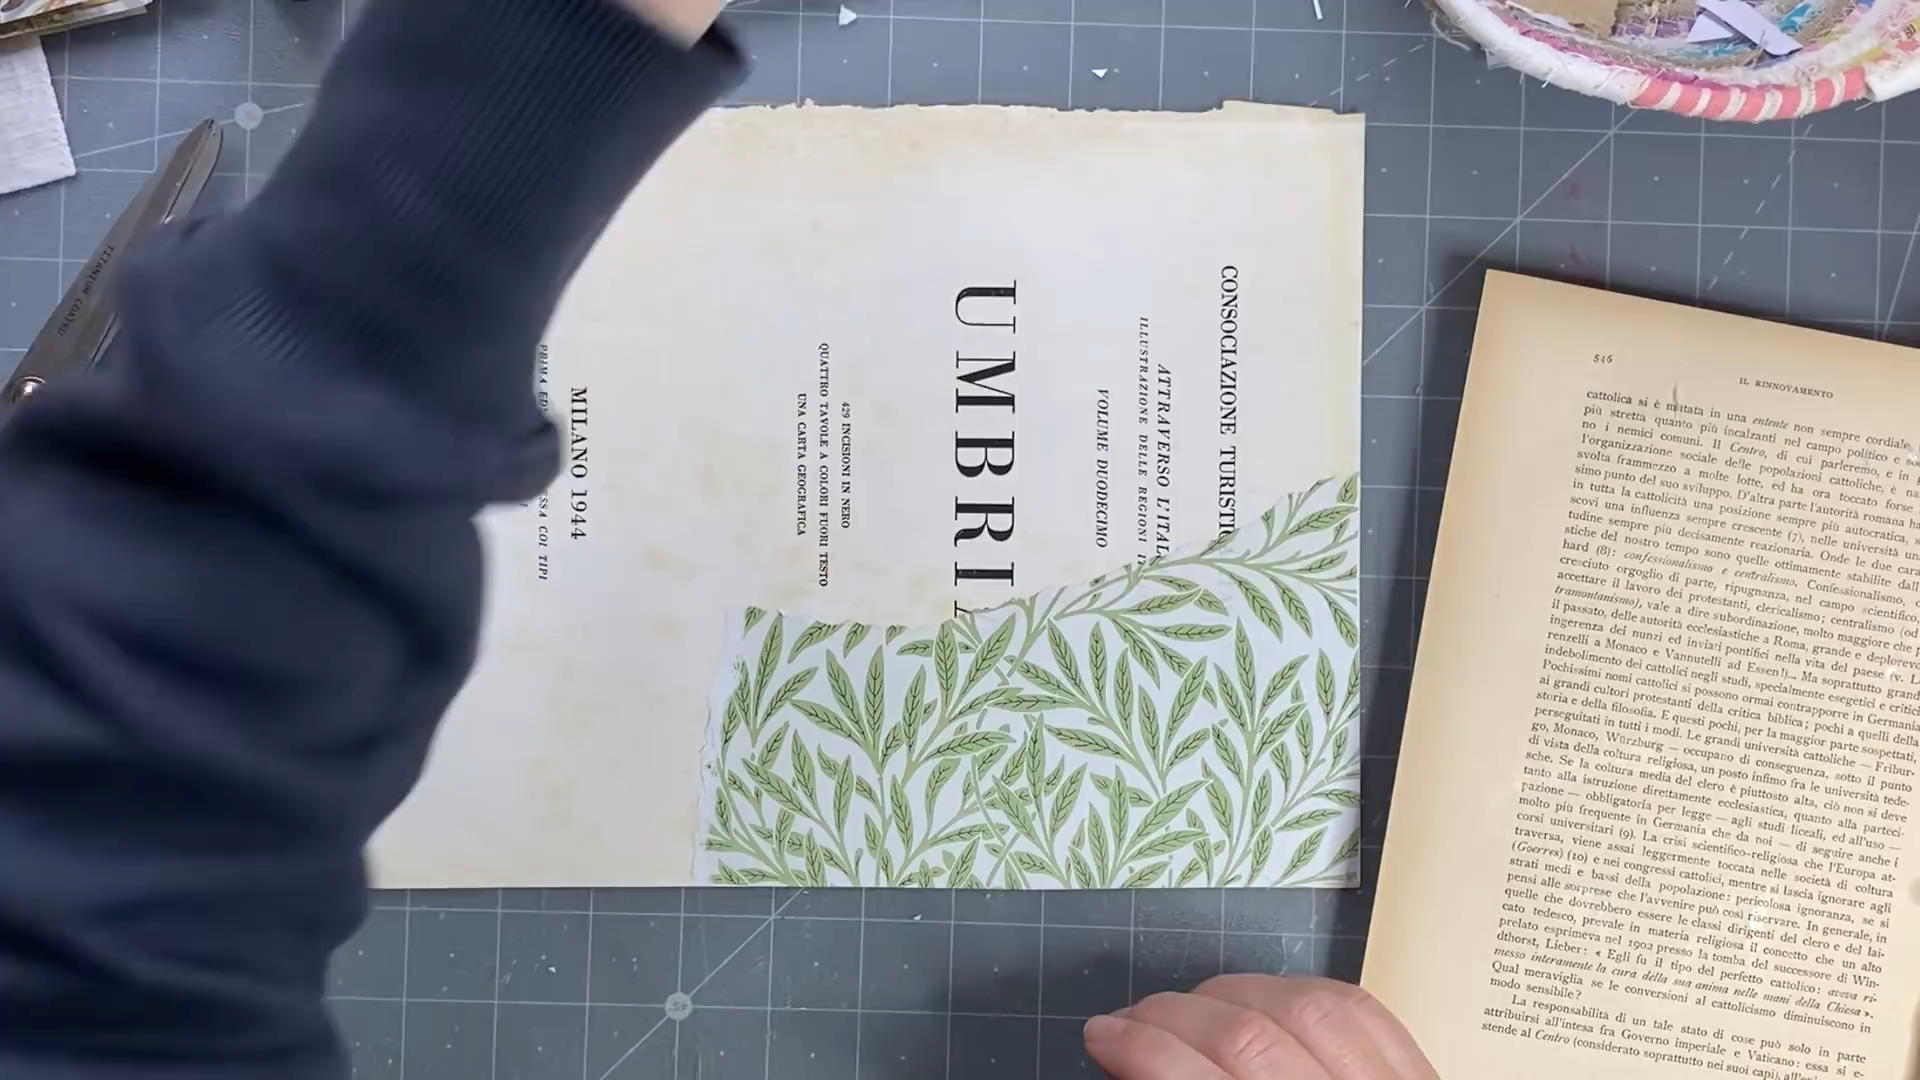 CONSOCIAZIONE TURISTIC
ATTRAVERSO L'ITAL
ILLUSTRAZIONE DELLE REGIONI
VOLUME DUODECIMO
UMBRIA
429 INCISIONI IN NERO
QUATTRO TAVOLE A COLORI FUORI TESTO
UNA CARTA GEOGRAFICA
MILANO 1944
PRIMA SSA COI TIPI
TITANIUM COATED
546
IL RINNOVAMENTO
cattolica si è mutata in una entente non sempre cordiale,
più stretta quanto più incalzanti nel campo politico e
no i nemici comuni. Il Centro, di cui parleremo, e in
l'organizzazione sociale delle popolazioni cattoliche, è
svolta frammezzo a molte lotte, ed ha ora toccato forse
simo punto del suo sviluppo. D'altra parte l'autorità romana
in tutta la cattolicità una posizione sempre più autocratica,
scovi una influenza sempre crescente (7), nelle università
tudine sempre più decisamente reazionaria. Onde le due
stiche del nostro tempo sono quelle ottimamente stabilite
hard (8): confessionalismo e centralismo. Confessionalismo,
cresciuto orgoglio di parte, ripugnanza, nel campo scientifico,
accettare il lavoro dei protestanti, clericalismo; centralismo (od
tramontanismo), vale a dire subordinazione, molto maggiore che
il passato, delle autorità ecclesiastiche a Roma, grande e
ingerenza dei nunzi ed inviati pontifici nella vita del paese (v.
renzelli a Monaco e Vannutelli ad Essen!)... Ma soprattutto
indebolimento dei cattolici negli studi, specialmente esegetici e
Pochissimi nomi cattolici si possono ormai contrapporre in Germania
ai grandi cultori protestanti della critica biblica; pochi a quelli della
storia e della filosofia. E questi pochi, per la maggior parte sospettati,
perseguitati in tutti i modi. Le grandi università cattoliche — Fribur-
go, Monaco, Würzburg — occupano di conseguenza, sotto il punto
di vista della coltura religiosa, un posto infimo fra le università tede-
sche. Se la coltura media del clero è piuttosto alta, ciò non si deve
tanto alla istruzione direttamente ecclesiastica, quanto alla parteci-
pazione — obbligatoria per legge — agli studi liceali, ed all'uso —
molto più frequente in Germania che da noi — di seguire anche i
corsi universitari (9). La crisi scientifico-religiosa che l'Europa at-
traversa, viene assai leggermente toccata nelle società di coltura
(Goerres) (10) e nei congressi cattolici, mentre si lascia ignorare agli
strati medi e bassi della popolazione: pericolosa ignoranza, se si
pensi alle sorprese che l'avvenire può così riservare. In generale, in
quelle che dovrebbero essere le classi dirigenti del clero e del lai-
cato tedesco, prevale in materia religiosa il concetto che un alto
prelato esprimeva nel 1902 presso la tomba del successore di Win-
dthorst, Lieber: « Egli fu il tipo del perfetto cattolico: aveva ri-
messo interamente la cura della sua anima nelle mani della Chiesa ».
Qual meraviglia se le conversioni al cattolicismo diminuiscono in
modo sensibile?
La responsabilità di un tale stato di cose può solo in parte
attribuirsi all'intesa fra Governo imperiale e Vaticano: essa si e-
stende al Centro (considerato soprattutto nei suoi capi),